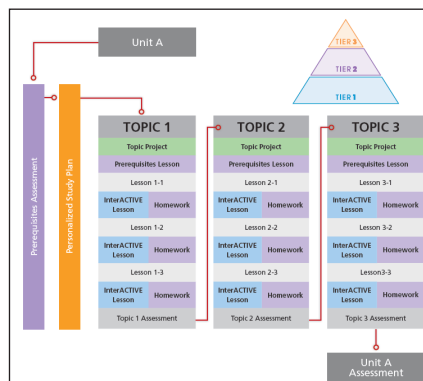 Unit A
TIER 3
TIER 2
TIER 1
Prerequisites Assessment
Personalized Study Plan
TOPIC 1
Topic Project
Prerequisites Lesson
Lesson 1-1
InterACTIVE Lesson
Homework
Lesson 1-2
InterACTIVE Lesson
Homework
Lesson 1-3
InterACTIVE Lesson
Homework
Topic 1 Assessment
TOPIC 2
Topic Project
Prerequisites Lesson
Lesson 2-1
InterACTIVE Lesson
Homework
Lesson 2-2
InterACTIVE Lesson
Homework
Lesson 2-3
InterACTIVE Lesson
Homework
Topic 2 Assessment
TOPIC 3
Topic Project
Prerequisites Lesson
Lesson 3-1
InterACTIVE Lesson
Homework
Lesson 3-2
InterACTIVE Lesson
Homework
Lesson3-3
InterACTIVE Lesson
Homework
Topic 3 Assessment
Unit A
Assessment